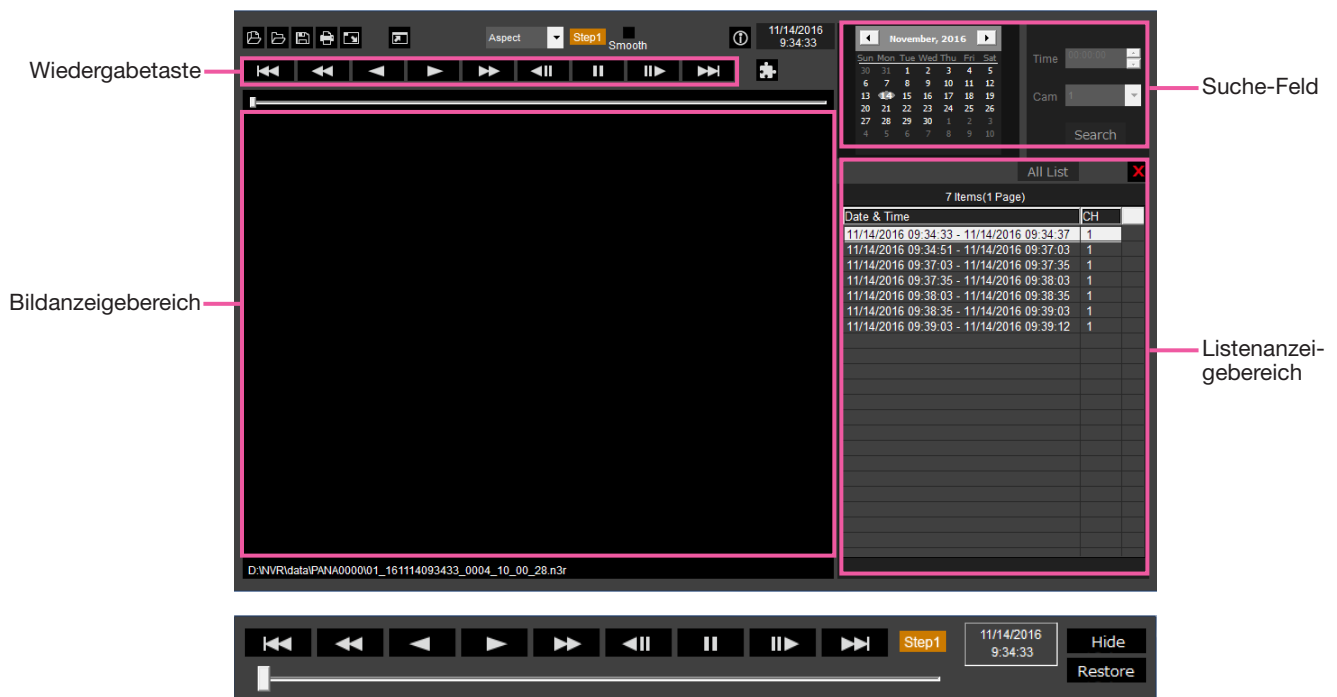 Wiedergabetaste
Bildanzeigebereich
Aspect
Step1
Smooth
11/14/2016
9:34:33
November, 2016
Sun Mon Tue Wed Thu Fri Sat
30 31 1 2 3 4 5
6 7 8 9 10 11 12
13 14 15 16 17 18 19
20 21 22 23 24 25 26
27 28 29 30 1 2 3
4 5 6 7 8 9 10
Time 00:00:00
Cam 1
Search
Suche-Feld
All List
X
7 Items(1 Page)
Date & Time CH
11/14/2016 09:34:33 - 11/14/2016 09:34:37 1
11/14/2016 09:34:51 - 11/14/2016 09:37:03 1
11/14/2016 09:37:03 - 11/14/2016 09:37:35 1
11/14/2016 09:37:35 - 11/14/2016 09:38:03 1
11/14/2016 09:38:03 - 11/14/2016 09:38:35 1
11/14/2016 09:38:35 - 11/14/2016 09:39:03 1
11/14/2016 09:39:03 - 11/14/2016 09:39:12 1
Listenanzei-
gebereich
D:\NVR\data\PANA0000\01_161114093433_0004_10_00_28.n3r
Step1
11/14/2016
9:34:33
Hide
Restore